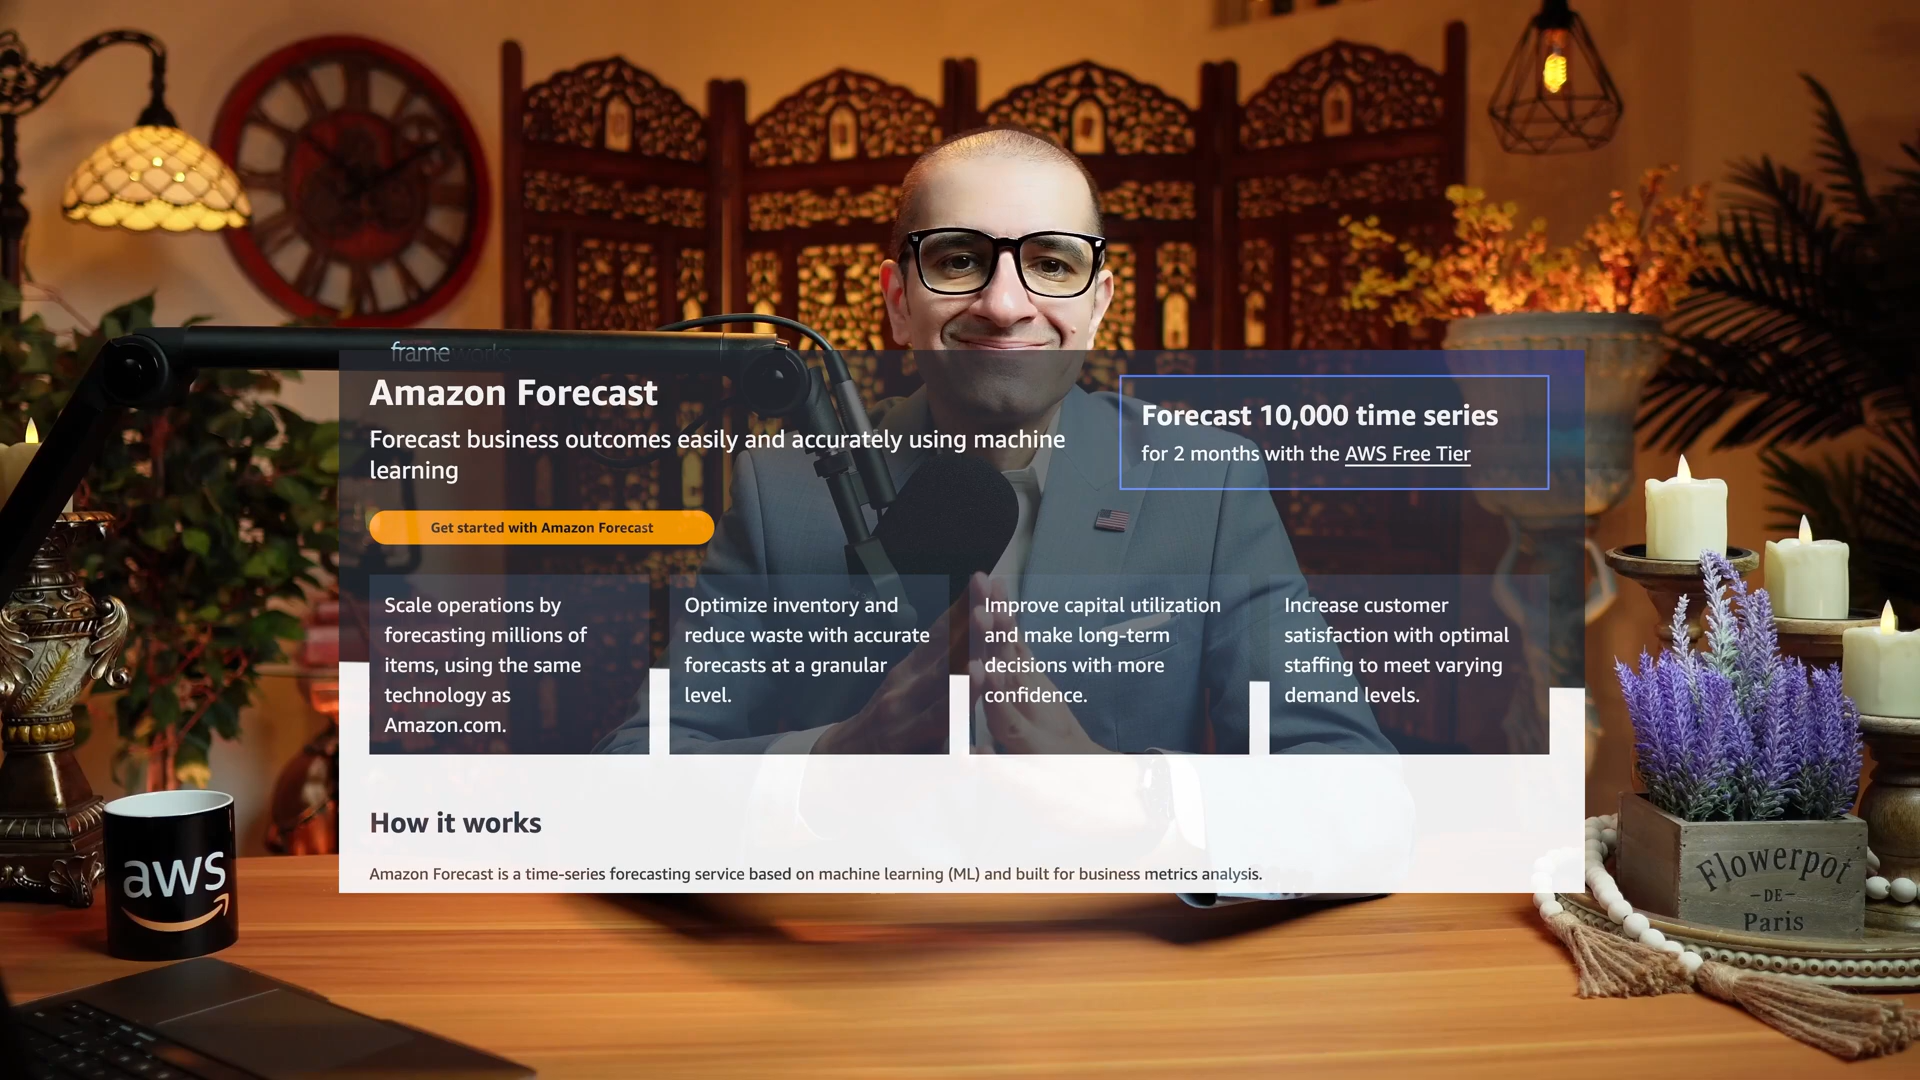 frameworks
Amazon Forecast
Forecast business outcomes easily and accurately using machine
learning
Get started with Amazon Forecast
Forecast 10,000 time series
for 2 months with the AWS Free Tier
Scale operations by
forecasting millions of
items, using the same
technology as
Amazon.com.
Optimize inventory and
reduce waste with accurate
forecasts at a granular
level.
Improve capital utilization
and make long-term
decisions with more
confidence.
Increase customer
satisfaction with optimal
staffing to meet varying
demand levels.
How it works
Amazon Forecast is a time-series forecasting service based on machine learning (ML) and built for business metrics analysis.
aws
Flowerpot
-DE-
Paris